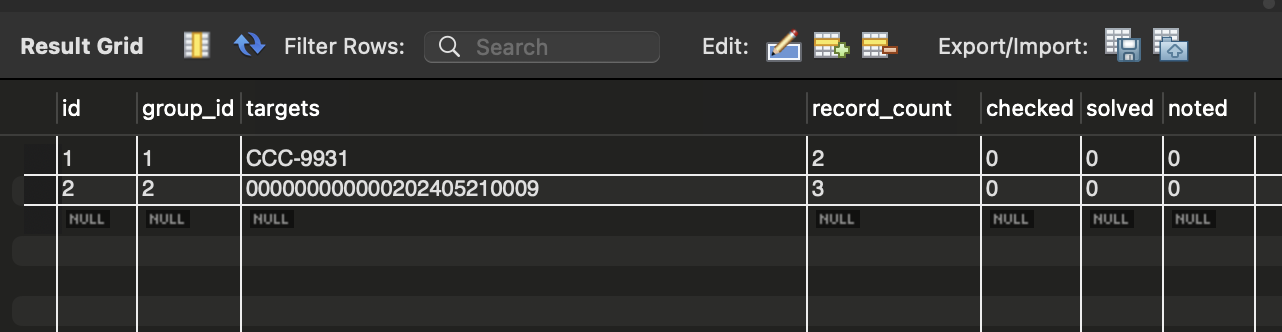 Result Grid Filter Rows: Search Edit: Export/Import:
id group_id targets record_count checked solved noted
1 1 CCC-9931 2 0 0 0
2 2 000000000000202405210009 3 0 0 0
NULL NULL NULL NULL NULL NULL NULL